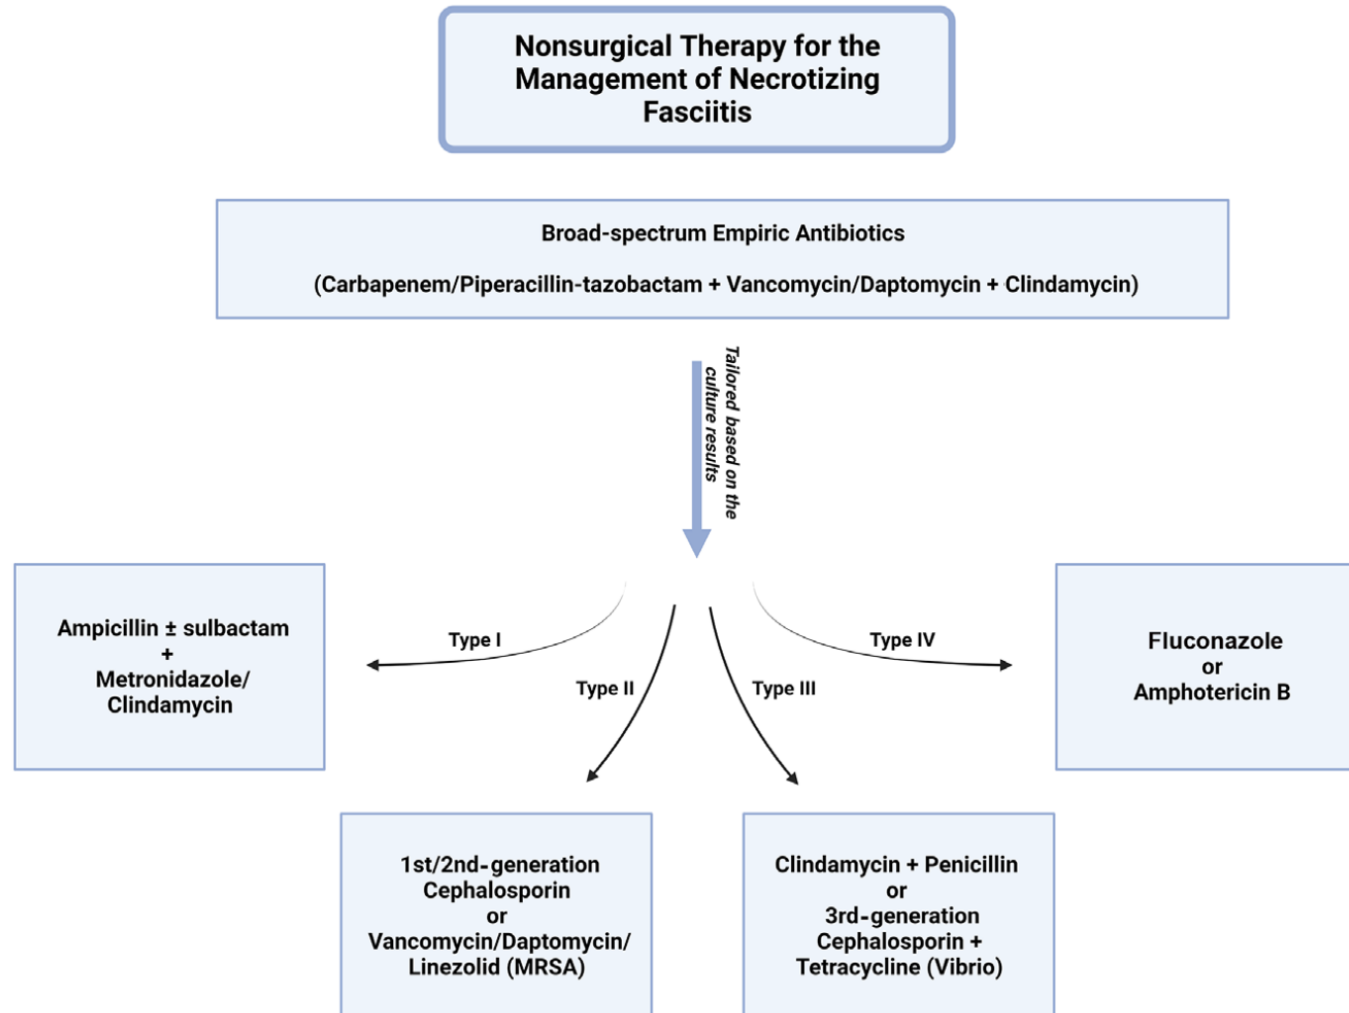 Nonsurgical Therapy for the
Management of Necrotizing
Fasciitis
Broad-spectrum Empiric Antibiotics
(Carbapenem/Piperacillin-tazobactam + Vancomycin/Daptomycin + Clindamycin)
Tailored based on the
culture results
Type I
Type II
Type III
Type IV
Ampicillin ± sulbactam
+
Metronidazole/
Clindamycin
1st/2nd-generation
Cephalosporin
or
Vancomycin/Daptomycin/
Linezolid (MRSA)
Clindamycin + Penicillin
or
3rd-generation
Cephalosporin +
Tetracycline (Vibrio)
Fluconazole
or
Amphotericin B